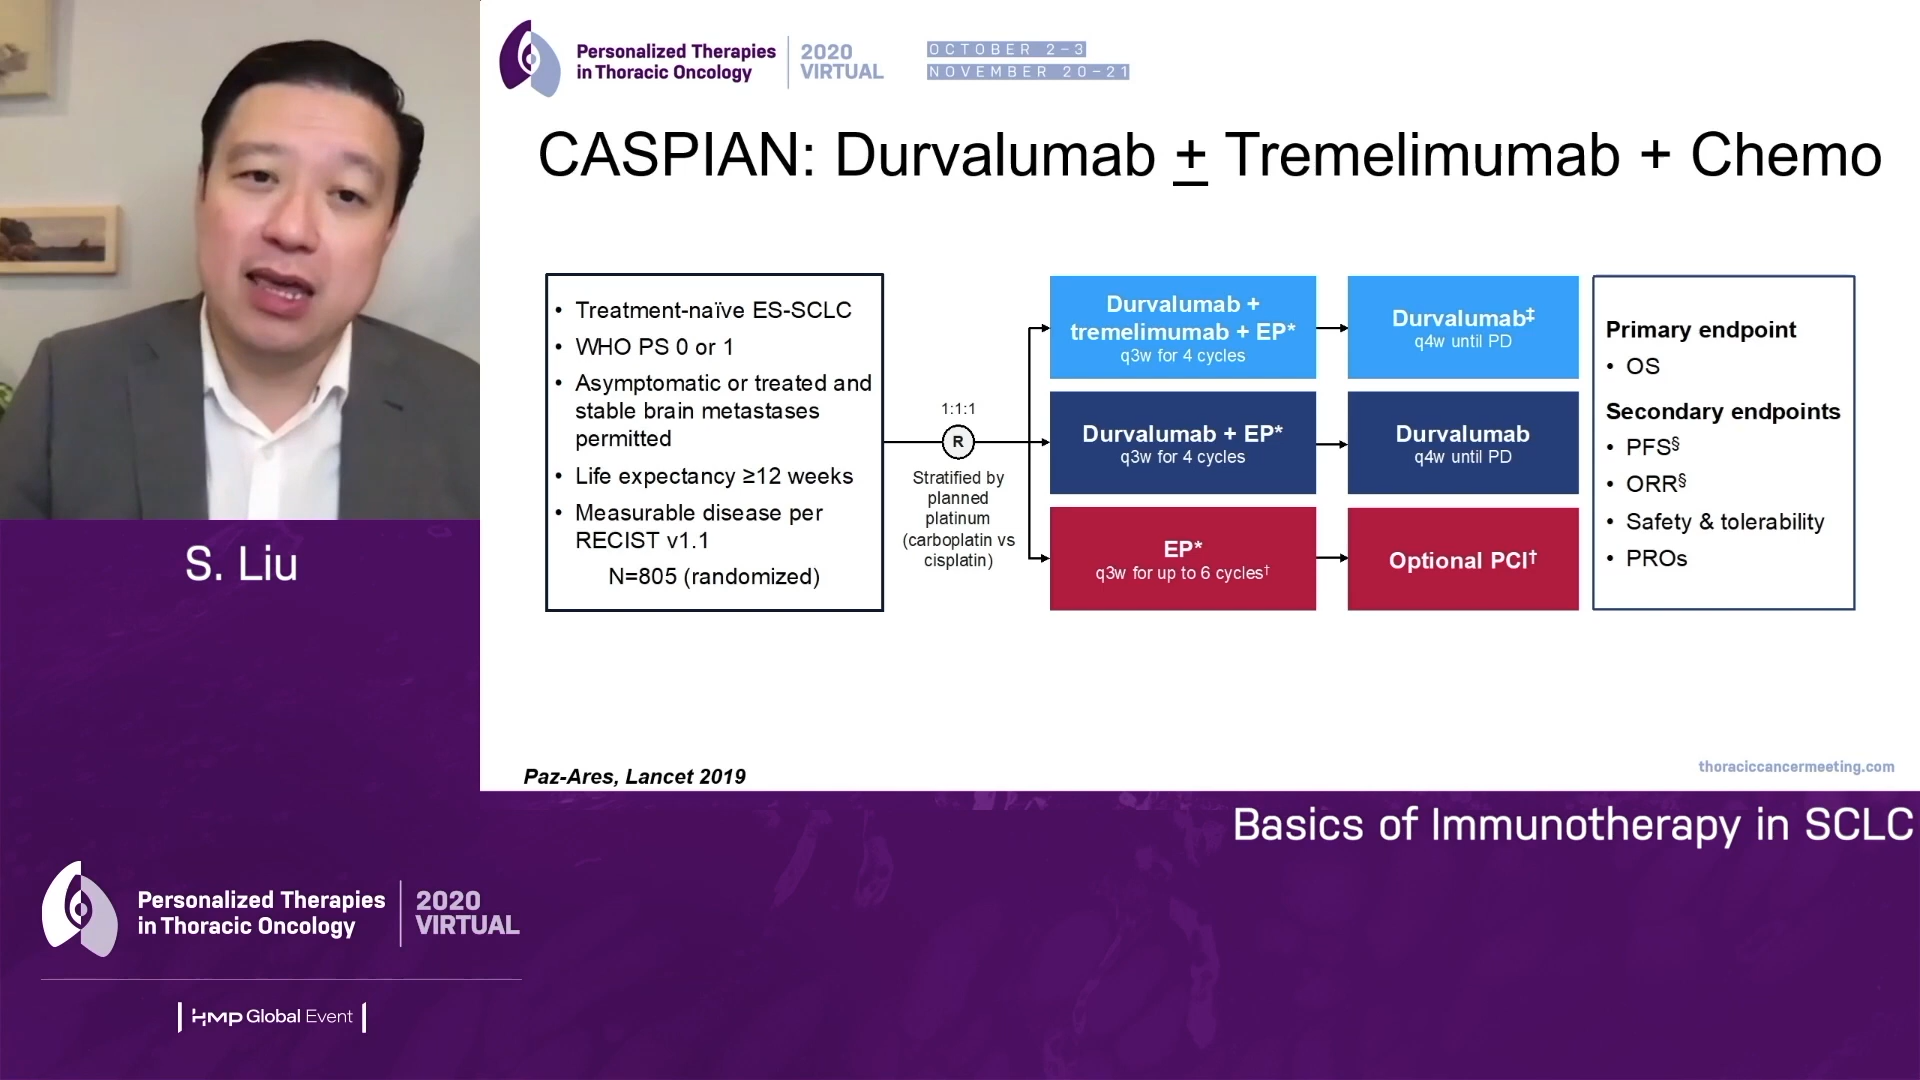 Personalized Therapies
in Thoracic Oncology
2020
VIRTUAL
OCTOBER 2–3
NOVEMBER 20–21
CASPIAN: Durvalumab ± Tremelimumab + Chemo
• Treatment-naïve ES-SCLC
• WHO PS 0 or 1
• Asymptomatic or treated and
stable brain metastases
permitted
• Life expectancy ≥12 weeks
• Measurable disease per
RECIST v1.1
N=805 (randomized)
1:1:1
R
Stratified by
planned
platinum
(carboplatin vs
cisplatin)
Durvalumab +
tremelimumab + EP*
q3w for 4 cycles
Durvalumab‡
q4w until PD
Durvalumab + EP*
q3w for 4 cycles
Durvalumab
q4w until PD
EP*
q3w for up to 6 cycles†
Optional PCI†
Primary endpoint
• OS
Secondary endpoints
• PFS§
• ORR§
• Safety & tolerability
• PROs
Paz-Ares, Lancet 2019
thoraciccancermeeting.com
S. Liu
Basics of Immunotherapy in SCLC
Personalized Therapies
in Thoracic Oncology
2020
VIRTUAL
HMP Global Event